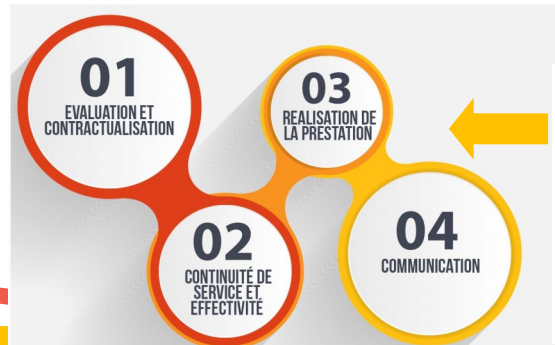 01
EVALUATION ET
CONTRACTUALISATION
02
CONTINUITÉ DE
SERVICE ET
EFFECTIVITÉ
03
REALISATION DE
LA PRESTATION
04
COMMUNICATION